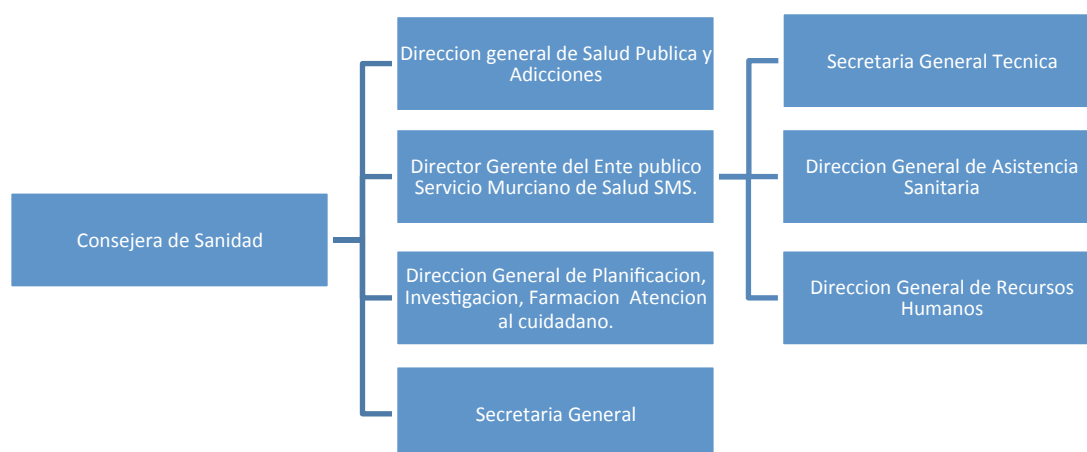 Consejera de Sanidad
Direccion general de Salud Publica y
Adicciones
Director Gerente del Ente publico
Servicio Murciano de Salud SMS.
Direccion General de Planificacion,
Investigacion, Farmacion Atencion
al cuidadano.
Secretaria General
Secretaria General Tecnica
Direccion General de Asistencia
Sanitaria
Direccion General de Recursos
Humanos